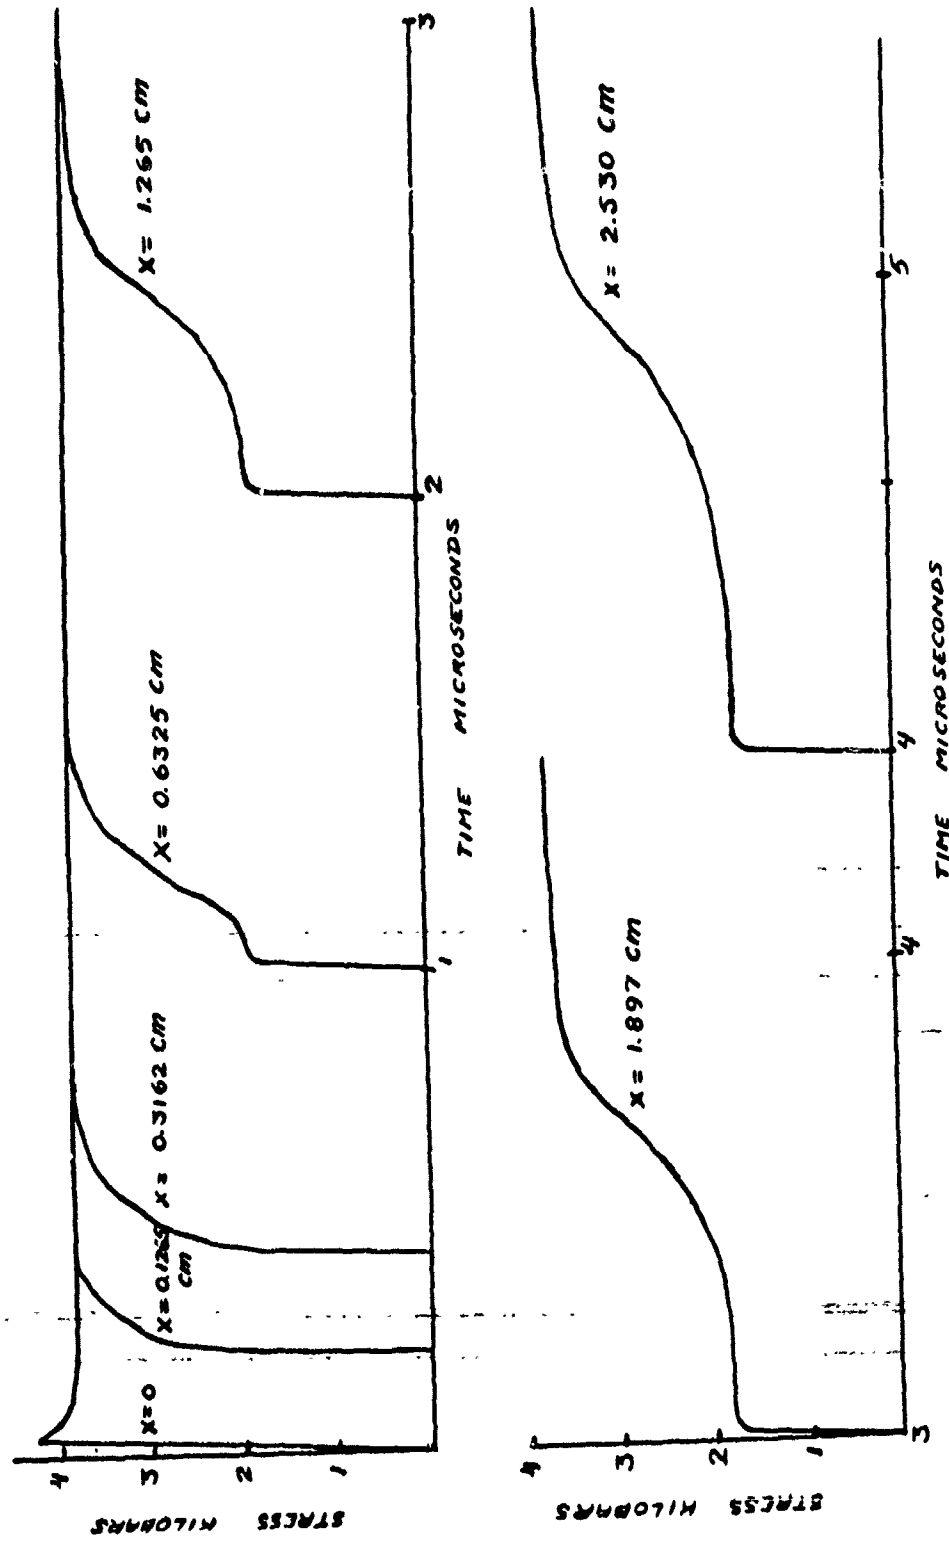 STRESS KILOBARS
4
3
2
1
X=0
X=0.1265
cm
X= 0.3162 cm
X= 0.6325 cm
X= 1.265 cm
1
2
3
TIME MICROSECONDS
STRESS KILOBARS
4
3
2
1
X= 1.897 cm
X= 2.530 cm
3
4
4
5
TIME MICROSECONDS